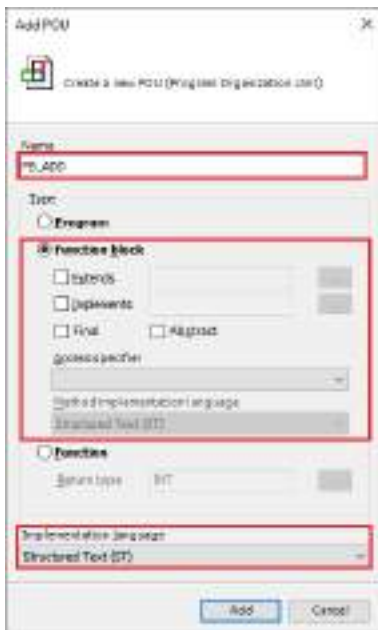 Add POU
Create a new POU (Program Organization Unit)
Name
FB_ADD
Type
Program
Function block
Extends
Implements
Final Abstract
Access specifier
Method implementation language
Structured Text (ST)
Function
Return type INT
Implementation language
Structured Text (ST)
Add Cancel